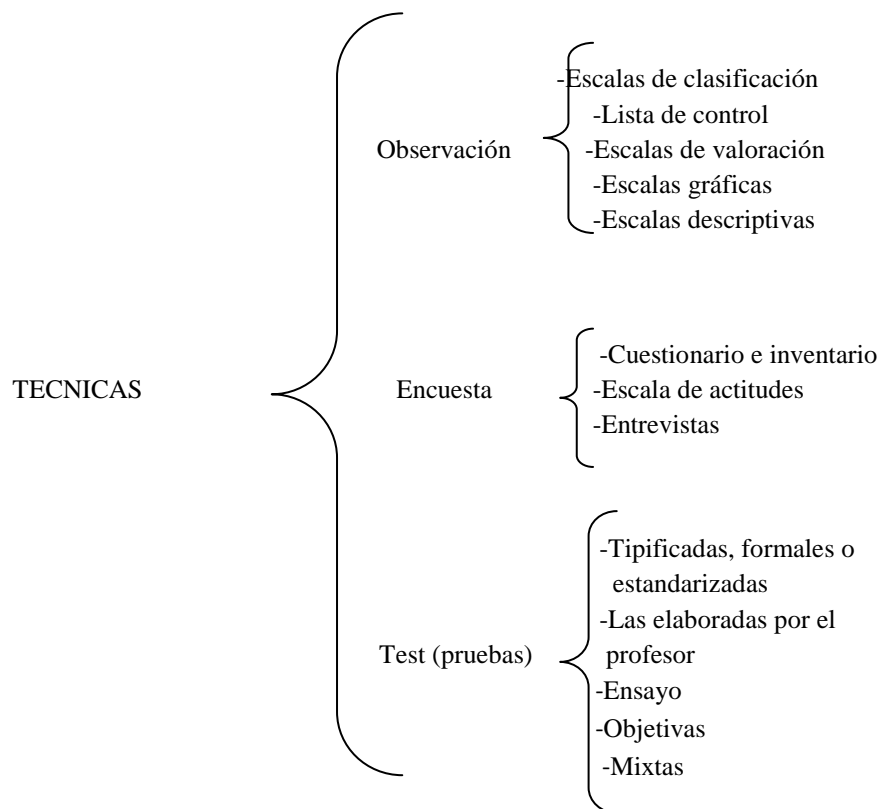 TECNICAS
Observación
-Escalas de clasificación
-Lista de control
-Escalas de valoración
-Escalas gráficas
-Escalas descriptivas
Encuesta
-Cuestionario e inventario
-Escala de actitudes
-Entrevistas
Test (pruebas)
-Tipificadas, formales o
estandarizadas
-Las elaboradas por el
profesor
-Ensayo
-Objetivas
-Mixtas